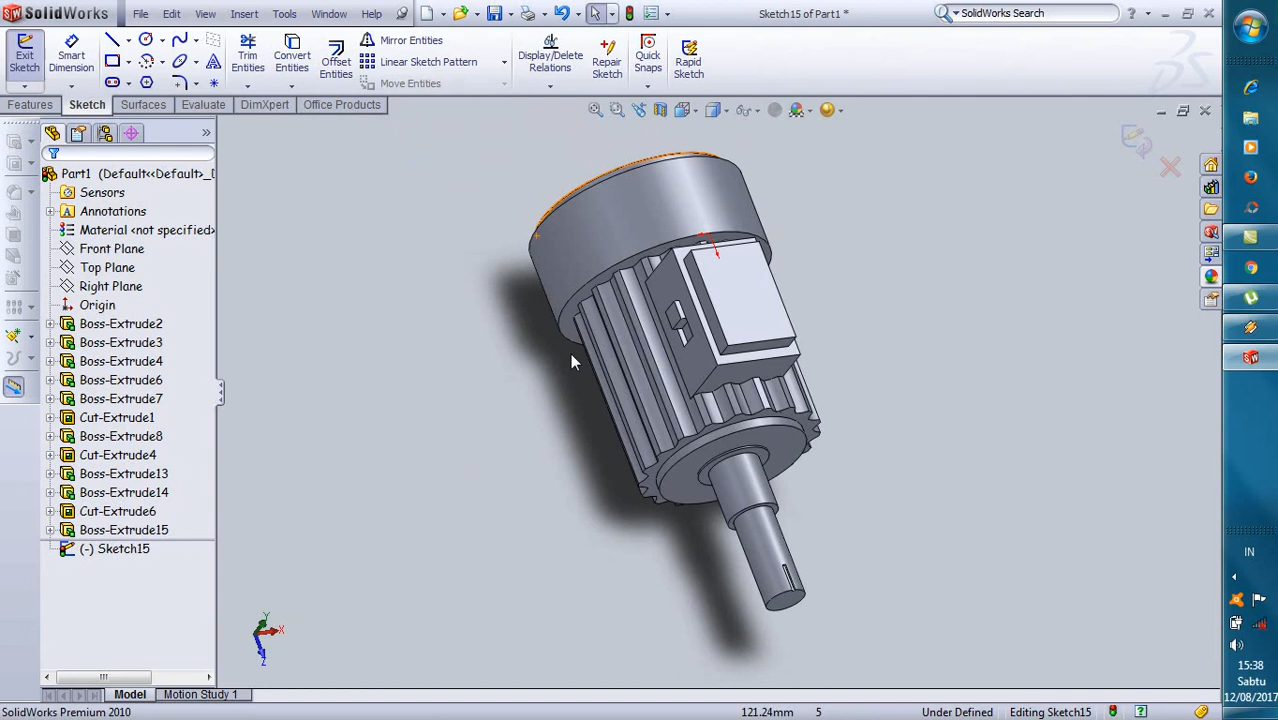 SolidWorks
File Edit View Insert Tools Window Help
Sketch15 of Part1 *
SolidWorks Search
Exit Sketch
Smart Dimension
Trim Entities
Convert Entities
Offset Entities
Mirror Entities
Linear Sketch Pattern
Move Entities
Display/Delete Relations
Repair Sketch
Quick Snaps
Rapid Sketch
Features Sketch Surfaces Evaluate DimXpert Office Products
Part1 (Default<<Default>_D
Sensors
Annotations
Material <not specified>
Front Plane
Top Plane
Right Plane
Origin
Boss-Extrude2
Boss-Extrude3
Boss-Extrude4
Boss-Extrude6
Boss-Extrude7
Cut-Extrude1
Boss-Extrude8
Cut-Extrude4
Boss-Extrude13
Boss-Extrude14
Cut-Extrude6
Boss-Extrude15
(-) Sketch15
Y
X
Z
Model Motion Study 1
SolidWorks Premium 2010
121.24mm 5 Under Defined Editing Sketch15
IN
15:38
Sabtu
12/08/2017